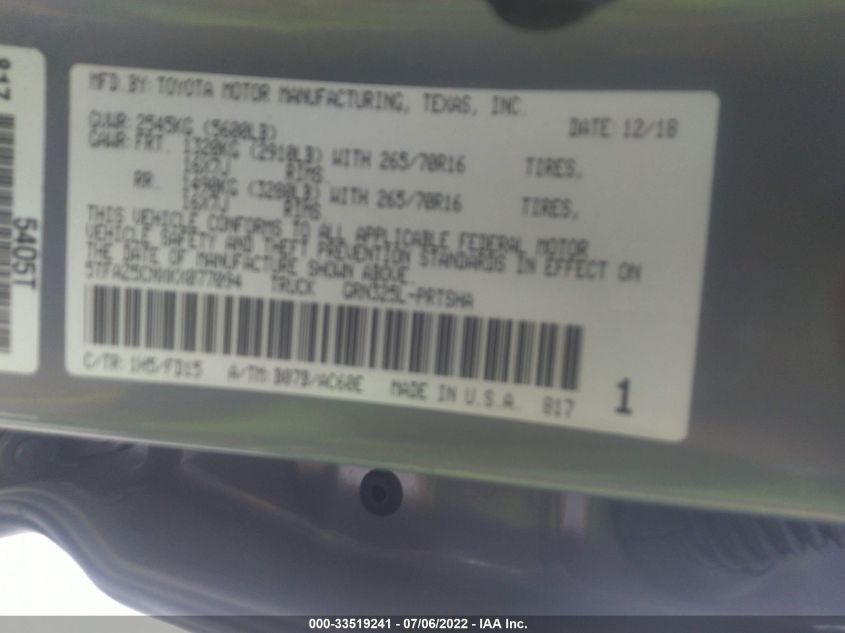 MFD. BY: TOYOTA MOTOR MANUFACTURING, TEXAS, INC.
DATE: 12/18
GVWR: 2545KG (5600LB)
GAWR: FRT. 1320KG (2910LB) WITH 265/70R16 TIRES,
16X7J RIMS.
RR. 1490KG (3280LB) WITH 265/70R16 TIRES,
16X7J RIMS.
THIS VEHICLE CONFORMS TO ALL APPLICABLE FEDERAL MOTOR
VEHICLE SAFETY AND THEFT PREVENTION STANDARDS IN EFFECT ON
THE DATE OF MANUFACTURE SHOWN ABOVE.
TRUCK GRN325L-PRTSHA
C/TR: 1H5/FD15 A/TM: B07B/AC60E MADE IN U.S.A. 817 1
817
5405T
000-33519241 - 07/06/2022 - IAA Inc.